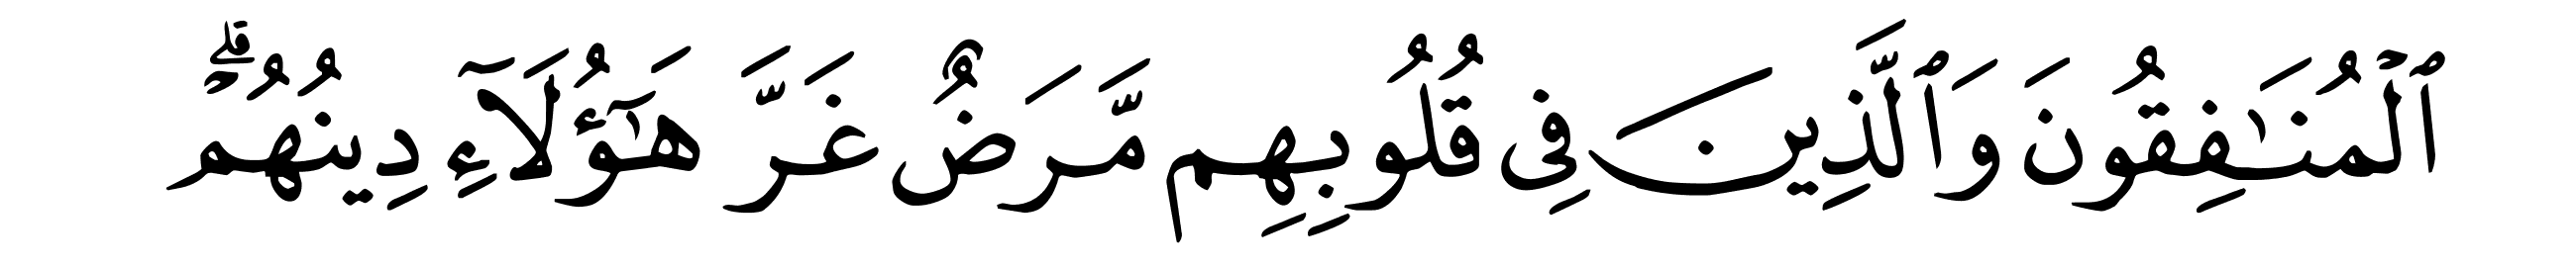 ٱلْمُنَـٰفِقُونَ وَٱلَّذِينَ فِى قُلُوبِهِم مَّرَضٌ غَرَّ هَـٰٓؤُلَآءِ دِينُهُمْ ۗ